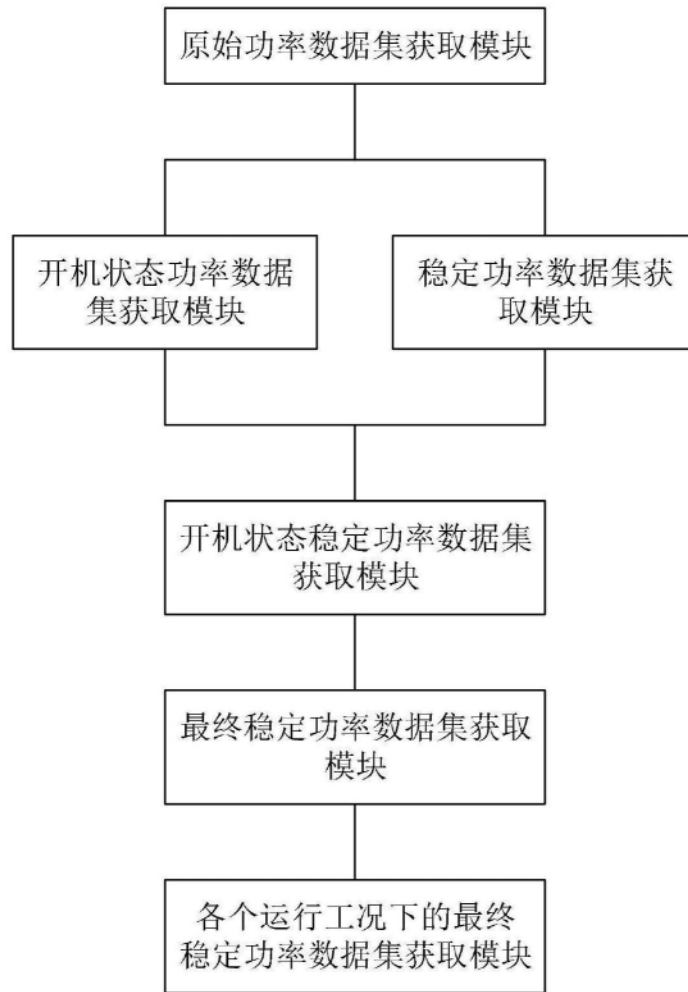 原始功率数据集获取模块
开机状态功率数据
集获取模块
稳定功率数据集获
取模块
开机状态稳定功率数据集
获取模块
最终稳定功率数据集获取
模块
各个运行工况下的最终
稳定功率数据集获取模块